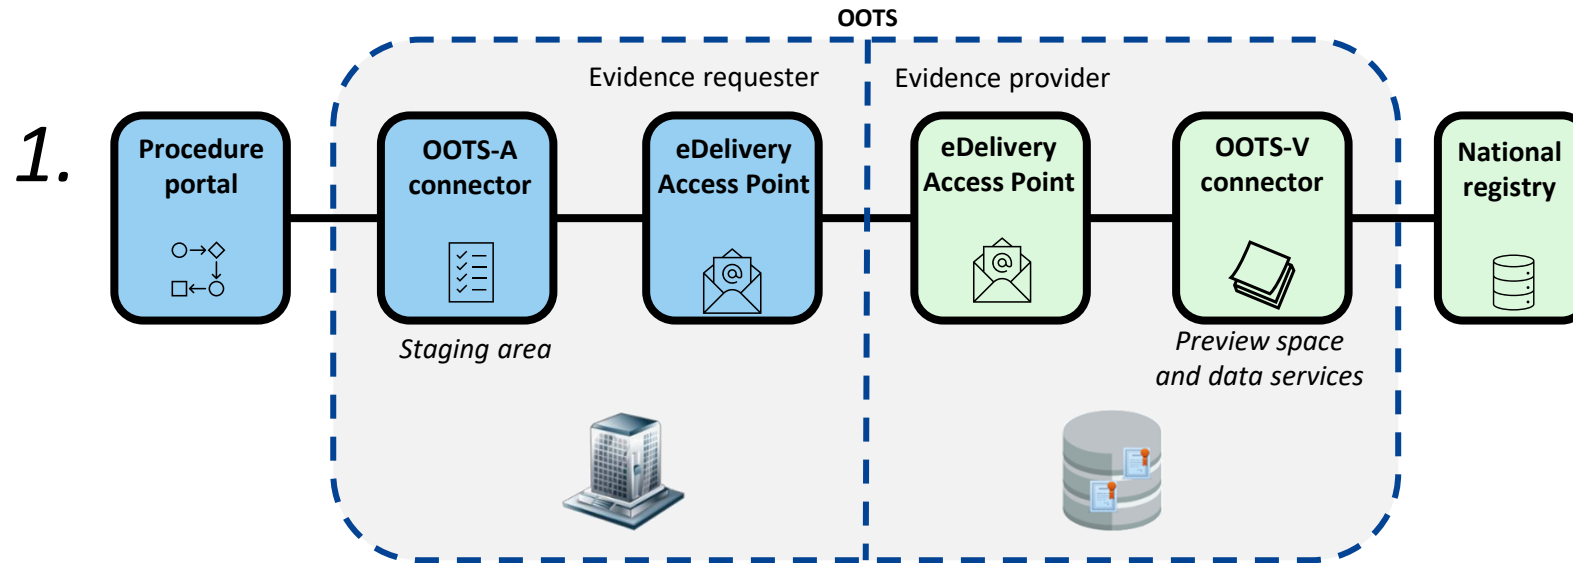 OOTS
Evidence requester
Evidence provider
1.
Procedure
portal
OOTS-A
connector
eDelivery
Access Point
eDelivery
Access Point
OOTS-V
connector
National
registry
@
@
Staging area
Preview space
and data services